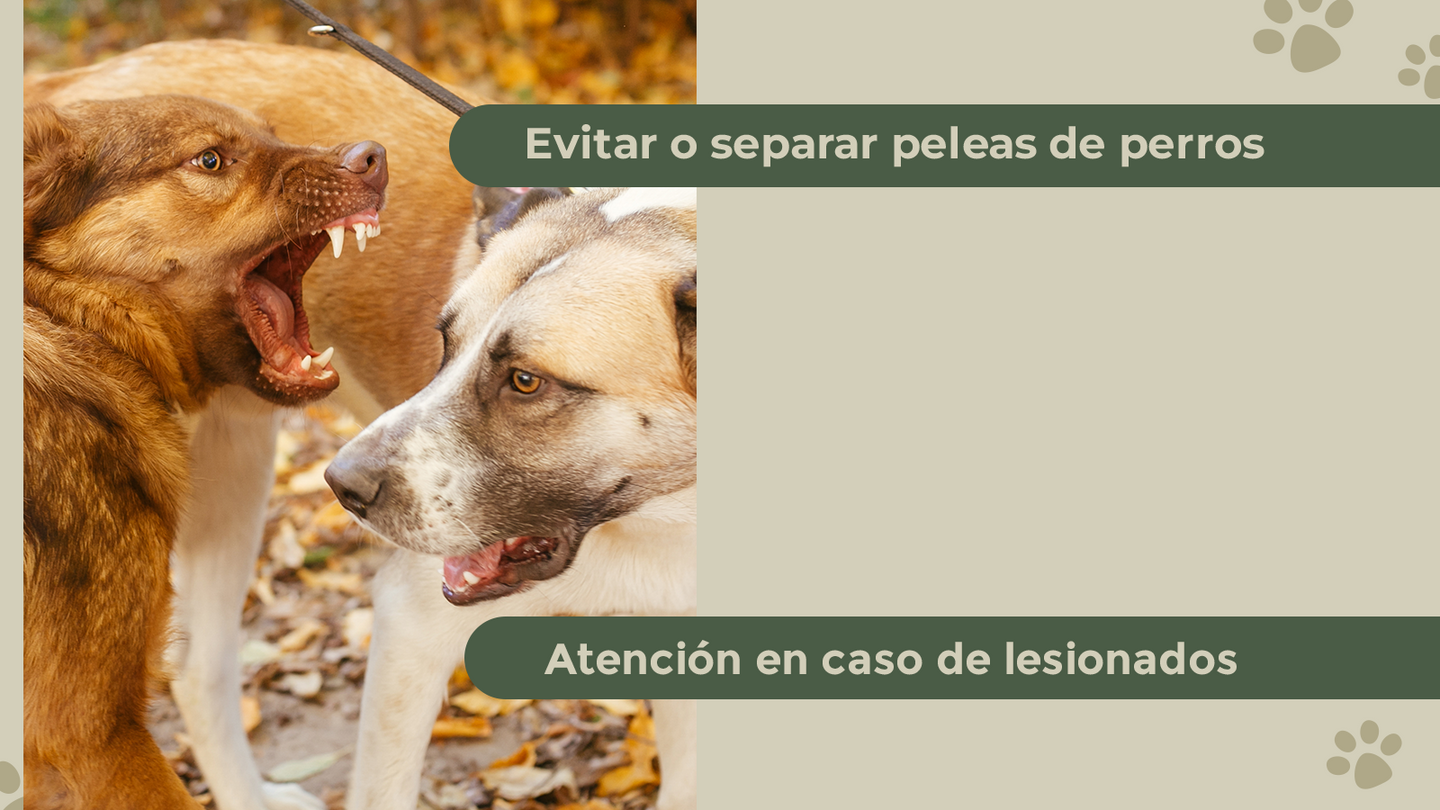 Evitar o separar peleas de perros
Atención en caso de lesionados